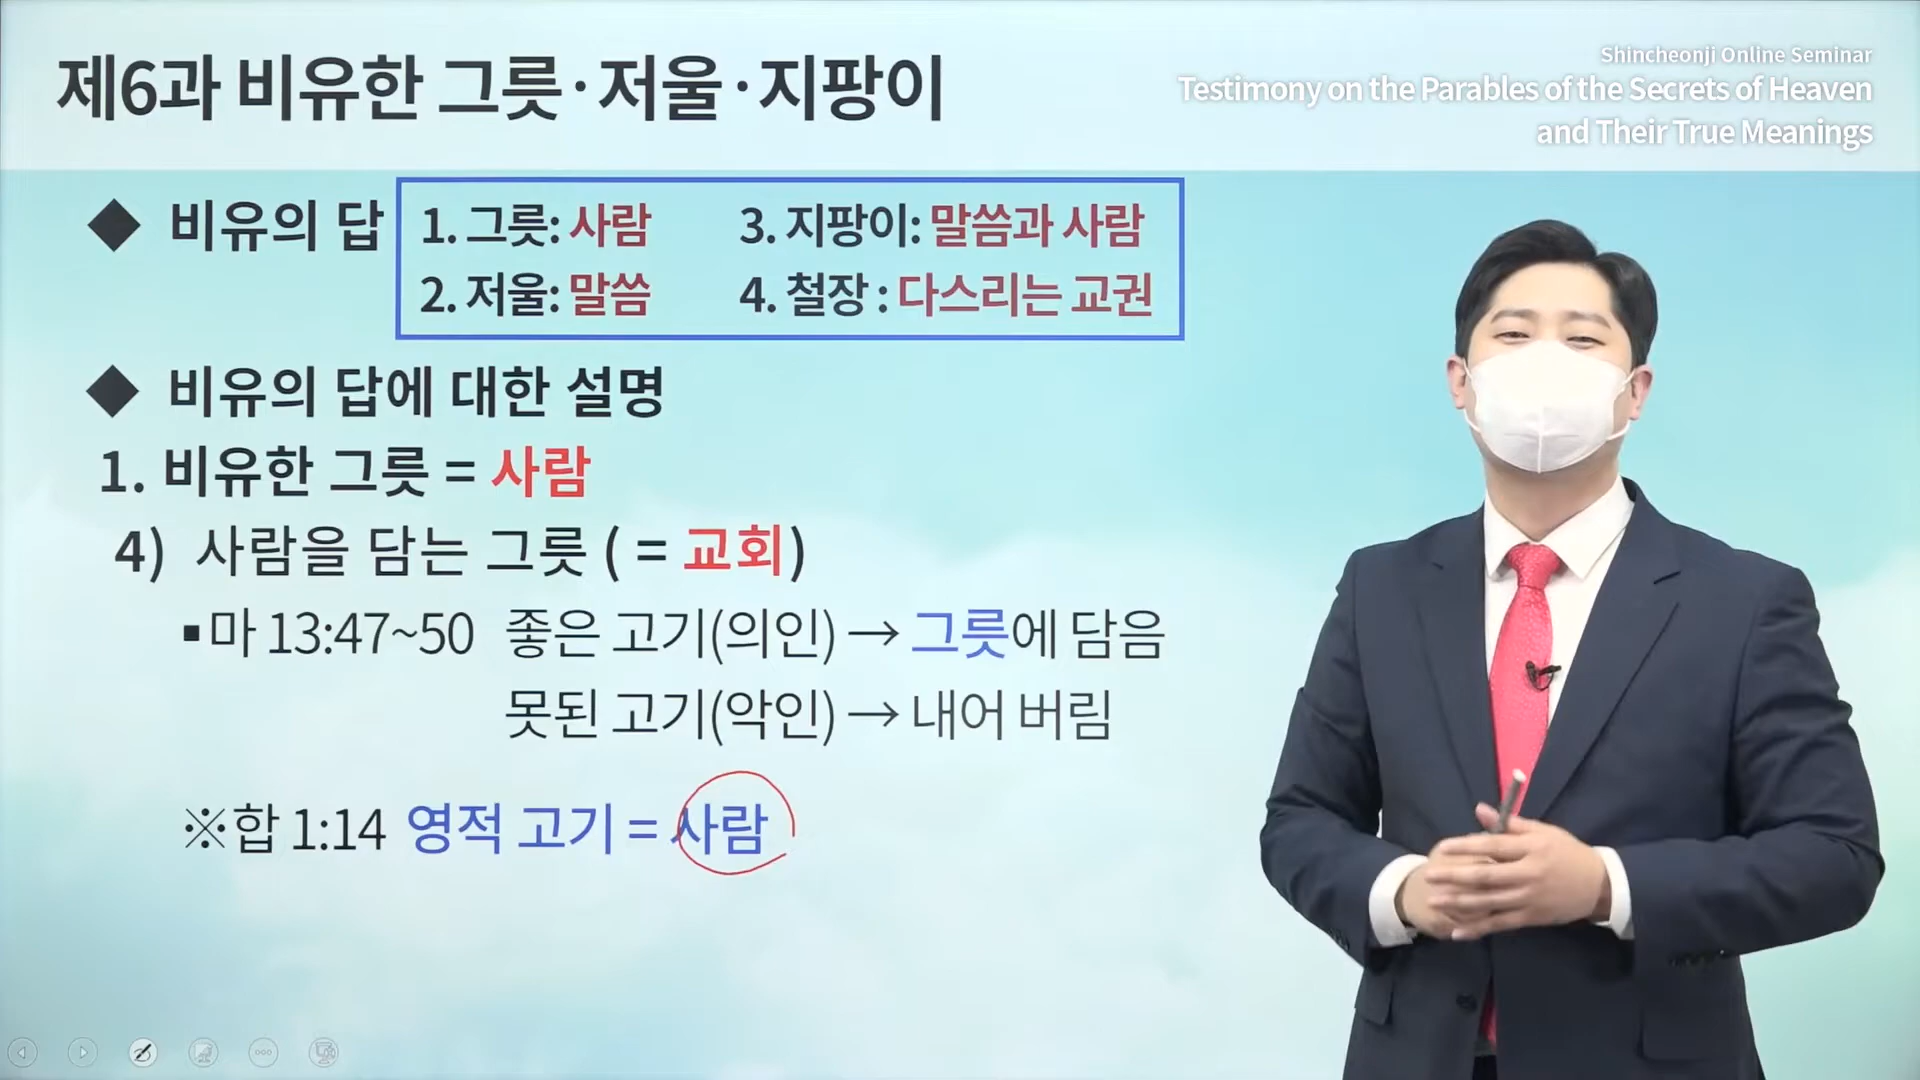 제6과 비유한 그릇·저울·지팡이
Shincheonji Online Seminar
Testimony on the Parables of the Secrets of Heaven
and Their True Meanings
◆ 비유의 답
1. 그릇: 사람
3. 지팡이: 말씀과 사람
2. 저울: 말씀
4. 철장 : 다스리는 교권
◆ 비유의 답에 대한 설명
1. 비유한 그릇 = 사람
4) 사람을 담는 그릇 ( = 교회)
▪마 13:47~50 좋은 고기(의인) → 그릇에 담음
못된 고기(악인) → 내어 버림
※합 1:14 영적 고기 = 사람